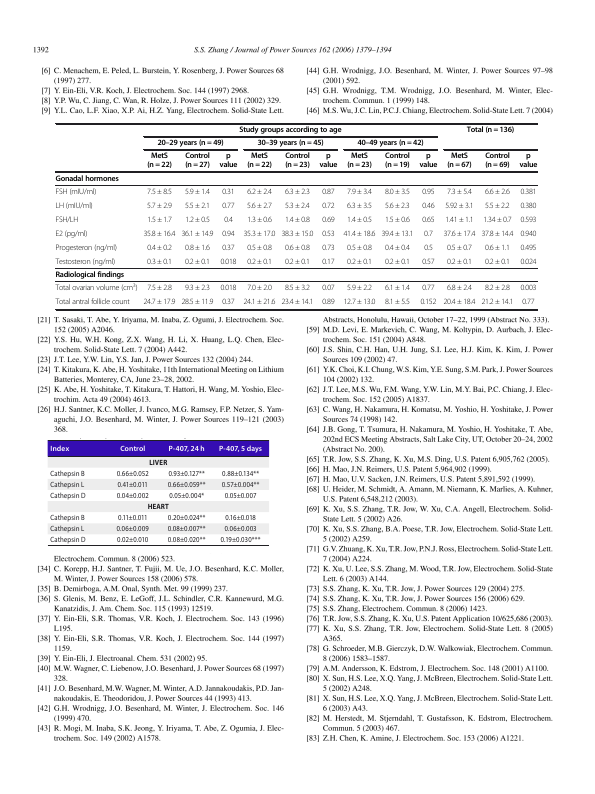 1392
S.S. Zhang / Journal of Power Sources 162 (2006) 1379–1394
[6] C. Menachem, E. Peled, L. Burstein, Y. Rosenberg, J. Power Sources 68
(1997) 277.
[7] Y. Ein-Eli, V.R. Koch, J. Electrochem. Soc. 144 (1997) 2968.
[8] Y.P. Wu, C. Jiang, C. Wan, R. Holze, J. Power Sources 111 (2002) 329.
[9] Y.L. Cao, L.F. Xiao, X.P. Ai, H.Z. Yang, Electrochem. Solid-State Lett.
[44] G.H. Wrodnigg, J.O. Besenhard, M. Winter, J. Power Sources 97–98
(2001) 592.
[45] G.H. Wrodnigg, T.M. Wrodnigg, J.O. Besenhard, M. Winter, Elec-
trochem. Commun. 1 (1999) 148.
[46] M.S. Wu, J.C. Lin, P.C.J. Chiang, Electrochem. Solid-State Lett. 7 (2004)
Study groups according to age Total (n = 136)
20–29 years (n = 49) 30–39 years (n = 45) 40–49 years (n = 42)
MetS Control p MetS Control p MetS Control p MetS Control p
(n = 22) (n = 27) value (n = 22) (n = 23) value (n = 23) (n = 19) value (n = 67) (n = 69) value
Gonadal hormones
FSH (mIU/ml) 7.5 ± 8.5 5.9 ± 1.4 0.31 6.2 ± 2.4 6.3 ± 2.3 0.87 7.9 ± 3.4 8.0 ± 3.5 0.95 7.3 ± 5.4 6.6 ± 2.6 0.381
LH (mIU/ml) 5.7 ± 2.9 5.5 ± 2.1 0.77 5.6 ± 2.7 5.3 ± 2.4 0.72 6.3 ± 3.5 5.6 ± 2.3 0.46 5.92 ± 3.1 5.5 ± 2.2 0.380
FSH/LH 1.5 ± 1.7 1.2 ± 0.5 0.4 1.3 ± 0.6 1.4 ± 0.8 0.69 1.4 ± 0.5 1.5 ± 0.6 0.65 1.41 ± 1.1 1.34 ± 0.7 0.593
E2 (pg/ml) 35.8 ± 16.4 36.1 ± 14.9 0.94 35.3 ± 17.0 38.3 ± 15.0 0.53 41.4 ± 18.6 39.4 ± 13.1 0.7 37.6 ± 17.4 37.8 ± 14.4 0.940
Progesteron (ng/ml) 0.4 ± 0.2 0.8 ± 1.6 0.37 0.5 ± 0.8 0.6 ± 0.8 0.73 0.5 ± 0.8 0.4 ± 0.4 0.5 0.5 ± 0.7 0.6 ± 1.1 0.495
Testosteron (ng/ml) 0.3 ± 0.1 0.2 ± 0.1 0.018 0.2 ± 0.1 0.2 ± 0.1 0.17 0.2 ± 0.1 0.2 ± 0.1 0.57 0.2 ± 0.1 0.2 ± 0.1 0.024
Radiological findings
Total ovarian volume (cm³) 7.5 ± 2.8 9.3 ± 2.3 0.018 7.0 ± 2.0 8.5 ± 3.2 0.07 5.9 ± 2.2 6.1 ± 1.4 0.77 6.8 ± 2.4 8.2 ± 2.8 0.003
Total antral follicle count 24.7 ± 17.9 28.5 ± 11.9 0.37 24.1 ± 21.6 23.4 ± 14.1 0.89 12.7 ± 13.0 8.1 ± 5.5 0.152 20.4 ± 18.4 21.2 ± 14.1 0.77
[21] T. Sasaki, T. Abe, Y. Iriyama, M. Inaba, Z. Ogumi, J. Electrochem. Soc.
152 (2005) A2046.
[22] Y.S. Hu, W.H. Kong, Z.X. Wang, H. Li, X. Huang, L.Q. Chen, Elec-
trochem. Solid-State Lett. 7 (2004) A442.
[23] J.T. Lee, Y.W. Lin, Y.S. Jan, J. Power Sources 132 (2004) 244.
[24] T. Kitakura, K. Abe, H. Yoshitake, 11th International Meeting on Lithium
Batteries, Monterey, CA, June 23–28, 2002.
[25] K. Abe, H. Yoshitake, T. Kitakura, T. Hattori, H. Wang, M. Yoshio, Elec-
trochim. Acta 49 (2004) 4613.
[26] H.J. Santner, K.C. Moller, J. Ivanco, M.G. Ramsey, F.P. Netzer, S. Yam-
aguchi, J.O. Besenhard, M. Winter, J. Power Sources 119–121 (2003)
368.
Index Control P-407, 24 h P-407, 5 days
LIVER
Cathepsin B 0.66±0.052 0.93±0.127** 0.88±0.134**
Cathepsin L 0.41±0.011 0.66±0.059** 0.57±0.004**
Cathepsin D 0.04±0.002 0.05±0.004* 0.05±0.007
HEART
Cathepsin B 0.11±0.011 0.20±0.024** 0.16±0.018
Cathepsin L 0.06±0.009 0.08±0.007** 0.06±0.003
Cathepsin D 0.02±0.010 0.08±0.020** 0.19±0.030***
Electrochem. Commun. 8 (2006) 523.
[34] C. Korepp, H.J. Santner, T. Fujii, M. Ue, J.O. Besenhard, K.C. Moller,
M. Winter, J. Power Sources 158 (2006) 578.
[35] B. Demirboga, A.M. Onal, Synth. Met. 99 (1999) 237.
[36] S. Glenis, M. Benz, E. LeGoff, J.L. Schindler, C.R. Kannewurd, M.G.
Kanatzidis, J. Am. Chem. Soc. 115 (1993) 12519.
[37] Y. Ein-Eli, S.R. Thomas, V.R. Koch, J. Electrochem. Soc. 143 (1996)
L195.
[38] Y. Ein-Eli, S.R. Thomas, V.R. Koch, J. Electrochem. Soc. 144 (1997)
1159.
[39] Y. Ein-Eli, J. Electroanal. Chem. 531 (2002) 95.
[40] M.W. Wagner, C. Liebenow, J.O. Besenhard, J. Power Sources 68 (1997)
328.
[41] J.O. Besenhard, M.W. Wagner, M. Winter, A.D. Jannakoudakis, P.D. Jan-
nakoudakis, E. Theodoridou, J. Power Sources 44 (1993) 413.
[42] G.H. Wrodnigg, J.O. Besenhard, M. Winter, J. Electrochem. Soc. 146
(1999) 470.
[43] R. Mogi, M. Inaba, S.K. Jeong, Y. Iriyama, T. Abe, Z. Ogumia, J. Elec-
trochem. Soc. 149 (2002) A1578.
Abstracts, Honolulu, Hawaii, October 17–22, 1999 (Abstract No. 333).
[59] M.D. Levi, E. Markevich, C. Wang, M. Koltypin, D. Aurbach, J. Elec-
trochem. Soc. 151 (2004) A848.
[60] J.S. Shin, C.H. Han, U.H. Jung, S.I. Lee, H.J. Kim, K. Kim, J. Power
Sources 109 (2002) 47.
[61] Y.K. Choi, K.I. Chung, W.S. Kim, Y.E. Sung, S.M. Park, J. Power Sources
104 (2002) 132.
[62] J.T. Lee, M.S. Wu, F.M. Wang, Y.W. Lin, M.Y. Bai, P.C. Chiang, J. Elec-
trochem. Soc. 152 (2005) A1837.
[63] C. Wang, H. Nakamura, H. Komatsu, M. Yoshio, H. Yoshitake, J. Power
Sources 74 (1998) 142.
[64] J.B. Gong, T. Tsumura, H. Nakamura, M. Yoshio, H. Yoshitake, T. Abe,
202nd ECS Meeting Abstracts, Salt Lake City, UT, October 20–24, 2002
(Abstract No. 200).
[65] T.R. Jow, S.S. Zhang, K. Xu, M.S. Ding, U.S. Patent 6,905,762 (2005).
[66] H. Mao, J.N. Reimers, U.S. Patent 5,964,902 (1999).
[67] H. Mao, U.V. Sacken, J.N. Reimers, U.S. Patent 5,891,592 (1999).
[68] U. Heider, M. Schmidt, A. Amann, M. Niemann, K. Marlies, A. Kuhner,
U.S. Patent 6,548,212 (2003).
[69] K. Xu, S.S. Zhang, T.R. Jow, W. Xu, C.A. Angell, Electrochem. Solid-
State Lett. 5 (2002) A26.
[70] K. Xu, S.S. Zhang, B.A. Poese, T.R. Jow, Electrochem. Solid-State Lett.
5 (2002) A259.
[71] G.V. Zhuang, K. Xu, T.R. Jow, P.N.J. Ross, Electrochem. Solid-State Lett.
7 (2004) A224.
[72] K. Xu, U. Lee, S.S. Zhang, M. Wood, T.R. Jow, Electrochem. Solid-State
Lett. 6 (2003) A144.
[73] S.S. Zhang, K. Xu, T.R. Jow, J. Power Sources 129 (2004) 275.
[74] S.S. Zhang, K. Xu, T.R. Jow, J. Power Sources 156 (2006) 629.
[75] S.S. Zhang, Electrochem. Commun. 8 (2006) 1423.
[76] T.R. Jow, S.S. Zhang, K. Xu, U.S. Patent Application 10/625,686 (2003).
[77] K. Xu, S.S. Zhang, T.R. Jow, Electrochem. Solid-State Lett. 8 (2005)
A365.
[78] G. Schroeder, M.B. Gierczyk, D.W. Walkowiak, Electrochem. Commun.
8 (2006) 1583–1587.
[79] A.M. Andersson, K. Edstrom, J. Electrochem. Soc. 148 (2001) A1100.
[80] X. Sun, H.S. Lee, X.Q. Yang, J. McBreen, Electrochem. Solid-State Lett.
5 (2002) A248.
[81] X. Sun, H.S. Lee, X.Q. Yang, J. McBreen, Electrochem. Solid-State Lett.
6 (2003) A43.
[82] M. Herstedt, M. Stjerndahl, T. Gustafsson, K. Edstrom, Electrochem.
Commun. 5 (2003) 467.
[83] Z.H. Chen, K. Amine, J. Electrochem. Soc. 153 (2006) A1221.